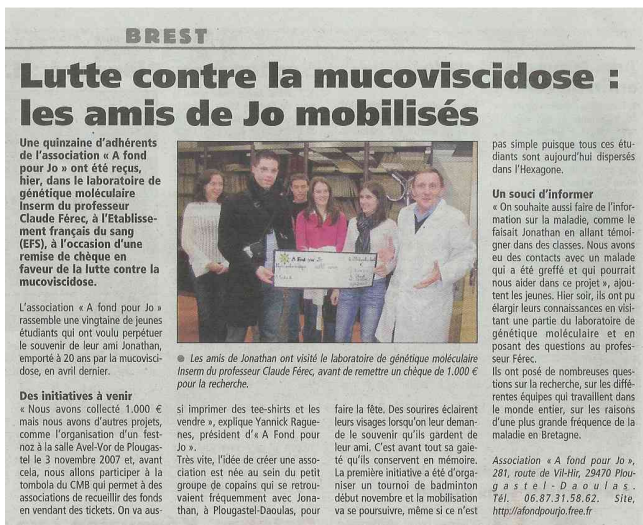 BREST
Lutte contre la mucoviscidose :
les amis de Jo mobilisés
Une quinzaine d'adhérents
de l'association « A fond
pour Jo » ont été reçus,
hier, dans le laboratoire de
génétique moléculaire
Inserm du professeur
Claude Férec, à l'Etablisse-
ment français du sang
(EFS), à l'occasion d'une
remise de chèque en
faveur de la lutte contre la
mucoviscidose.
L'association « A fond pour Jo »
rassemble une vingtaine de jeunes
étudiants qui ont voulu perpétuer
le souvenir de leur ami Jonathan,
emporté à 20 ans par la mucovisci-
dose, en avril dernier.
Des initiatives à venir
« Nous avons collecté 1.000 €
mais nous avons d'autres projets,
comme l'organisation d'un fest-
noz à la salle Avel-Vor de Plougas-
tel le 3 novembre 2007 et, avant
cela, nous allons participer à la
tombola du CMB qui permet à des
associations de recueillir des fonds
en vendant des tickets. On va aus-
A fond pour Jo
● Les amis de Jonathan ont visité le laboratoire de génétique moléculaire
Inserm du professeur Claude Férec, avant de remettre un chèque de 1.000 €
pour la recherche.
si imprimer des tee-shirts et les
vendre », explique Yannick Rague-
nes, président d'« A Fond pour
Jo ».
Très vite, l'idée de créer une asso-
ciation est née au sein du petit
groupe de copains qui se retrou-
vaient fréquemment avec Jona-
than, à Plougastel-Daoulas, pour
faire la fête. Des sourires éclairent
leurs visages lorsqu'on leur deman-
de le souvenir qu'ils gardent de
leur ami. C'est avant tout sa gaie-
té qu'ils conservent en mémoire.
La première initiative a été d'orga-
niser un tournoi de badminton
début novembre et la mobilisation
va se poursuivre, même si ce n'est
pas simple puisque tous ces étu-
diants sont aujourd'hui dispersés
dans l'Hexagone.
Un souci d'informer
« On souhaite aussi faire de l'infor-
mation sur la maladie, comme le
faisait Jonathan en allant témoi-
gner dans des classes. Nous avons
eu des contacts avec un malade
qui a été greffé et qui pourrait
nous aider dans ce projet », ajou-
tent les jeunes. Hier soir, ils ont pu
élargir leurs connaissances en visi-
tant une partie du laboratoire de
génétique moléculaire et en
posant des questions au profes-
seur Férec.
Ils ont posé de nombreuses ques-
tions sur la recherche, sur les diffé-
rentes équipes qui travaillent dans
le monde entier, sur les raisons
d'une plus grande fréquence de la
maladie en Bretagne.
Association « A fond pour Jo »,
281, route de Vil-Hir, 29470 Plou-
gastel-Daoulas.
Tél. 06.87.31.58.62. Site,
http://afondpourjo.free.fr